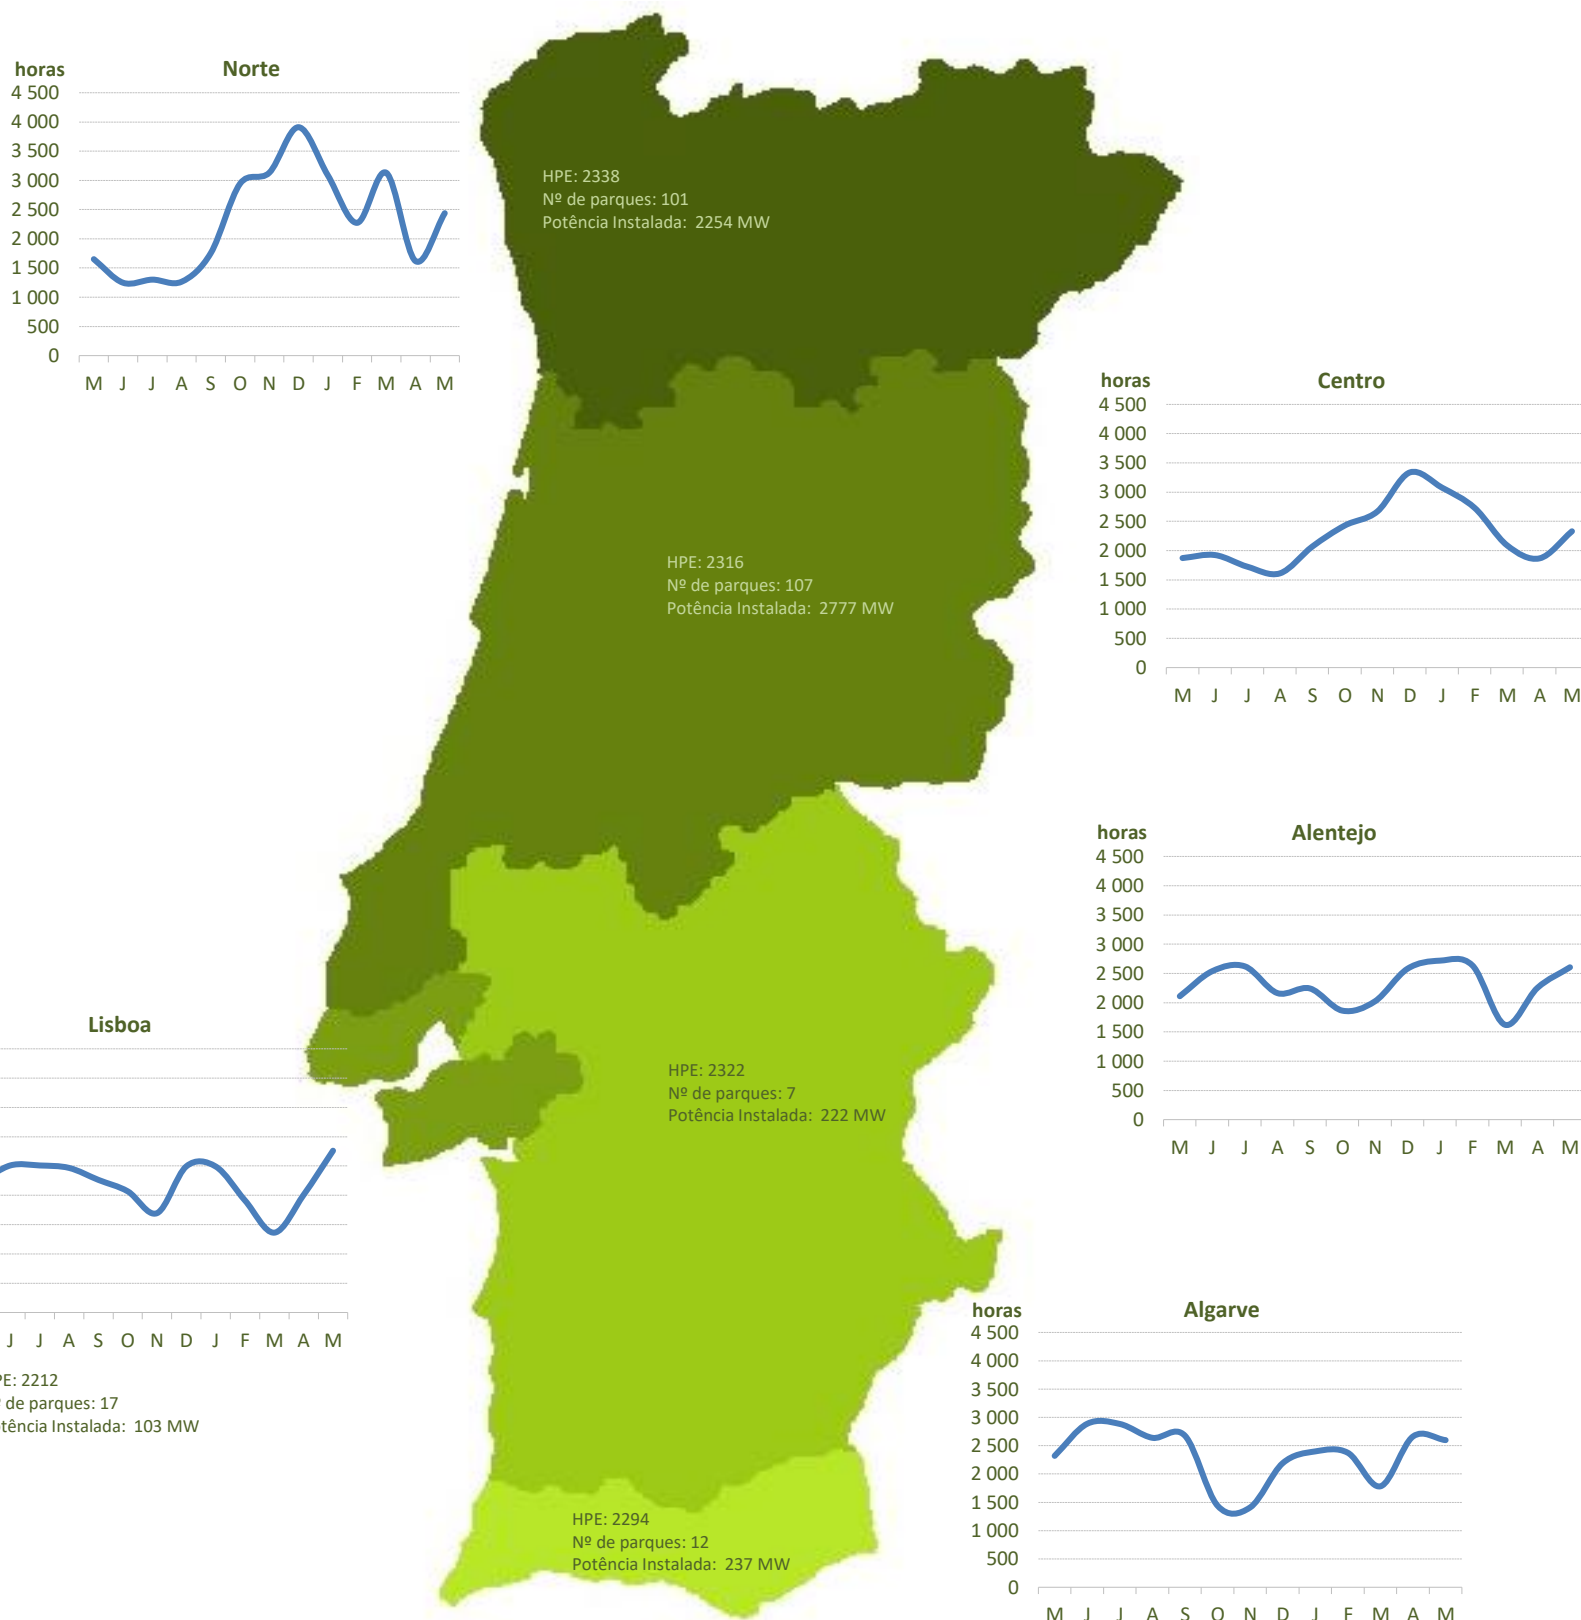 Norte
horas
4 500
4 000
3 500
3 000
2 500
2 000
1 500
1 000
500
0
M J J A S O N D J F M A M
HPE: 2338
Nº de parques: 101
Potência Instalada: 2254 MW
Centro
horas
4 500
4 000
3 500
3 000
2 500
2 000
1 500
1 000
500
0
M J J A S O N D J F M A M
HPE: 2316
Nº de parques: 107
Potência Instalada: 2777 MW
Alentejo
horas
4 500
4 000
3 500
3 000
2 500
2 000
1 500
1 000
500
0
M J J A S O N D J F M A M
HPE: 2322
Nº de parques: 7
Potência Instalada: 222 MW
Lisboa
J J A S O N D J F M A M
2212
de parques: 17
Instalada: 103 MW
Algarve
horas
4 500
4 000
3 500
3 000
2 500
2 000
1 500
1 000
500
0
M J J A S O N D J F M A M
HPE: 2294
Nº de parques: 12
Potência Instalada: 237 MW